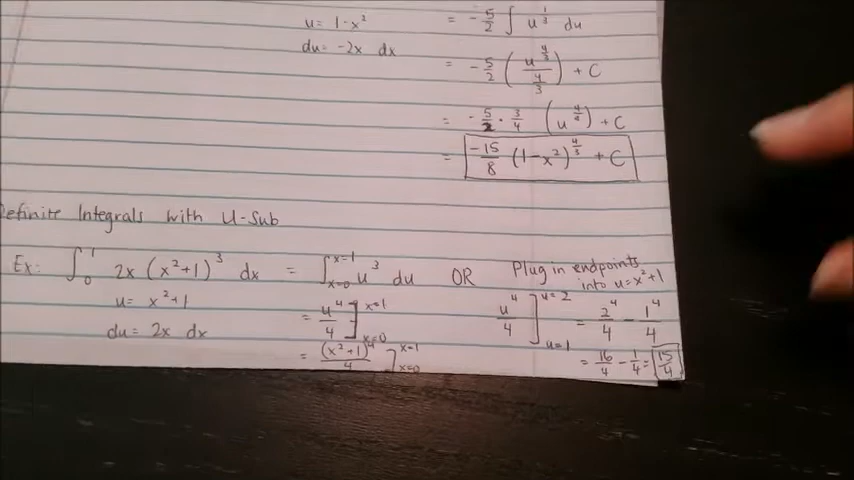 u = 1-x²
du = -2x dx
= -5/2 ∫ u^(1/3) du
= -5/2 (u^(4/3) / (4/3)) + C
= -5/2 · 3/4 (u^(4/3)) + C
= -15/8 (1-x²)^(4/3) + C
Definite Integrals with U-Sub
Ex: ∫_0^1 2x (x²+1)³ dx = ∫_{x=0}^{x=1} u³ du OR Plug in endpoints
into u = x²+1
u = x²+1
du = 2x dx
= u⁴/4 ]_{x=0}^{x=1}
= (x²+1)⁴/4 ]_{x=0}^{x=1}
u⁴/4 ]_{u=1}^{u=2} = 2⁴/4 - 1⁴/4
= 16/4 - 1/4 = 15/4